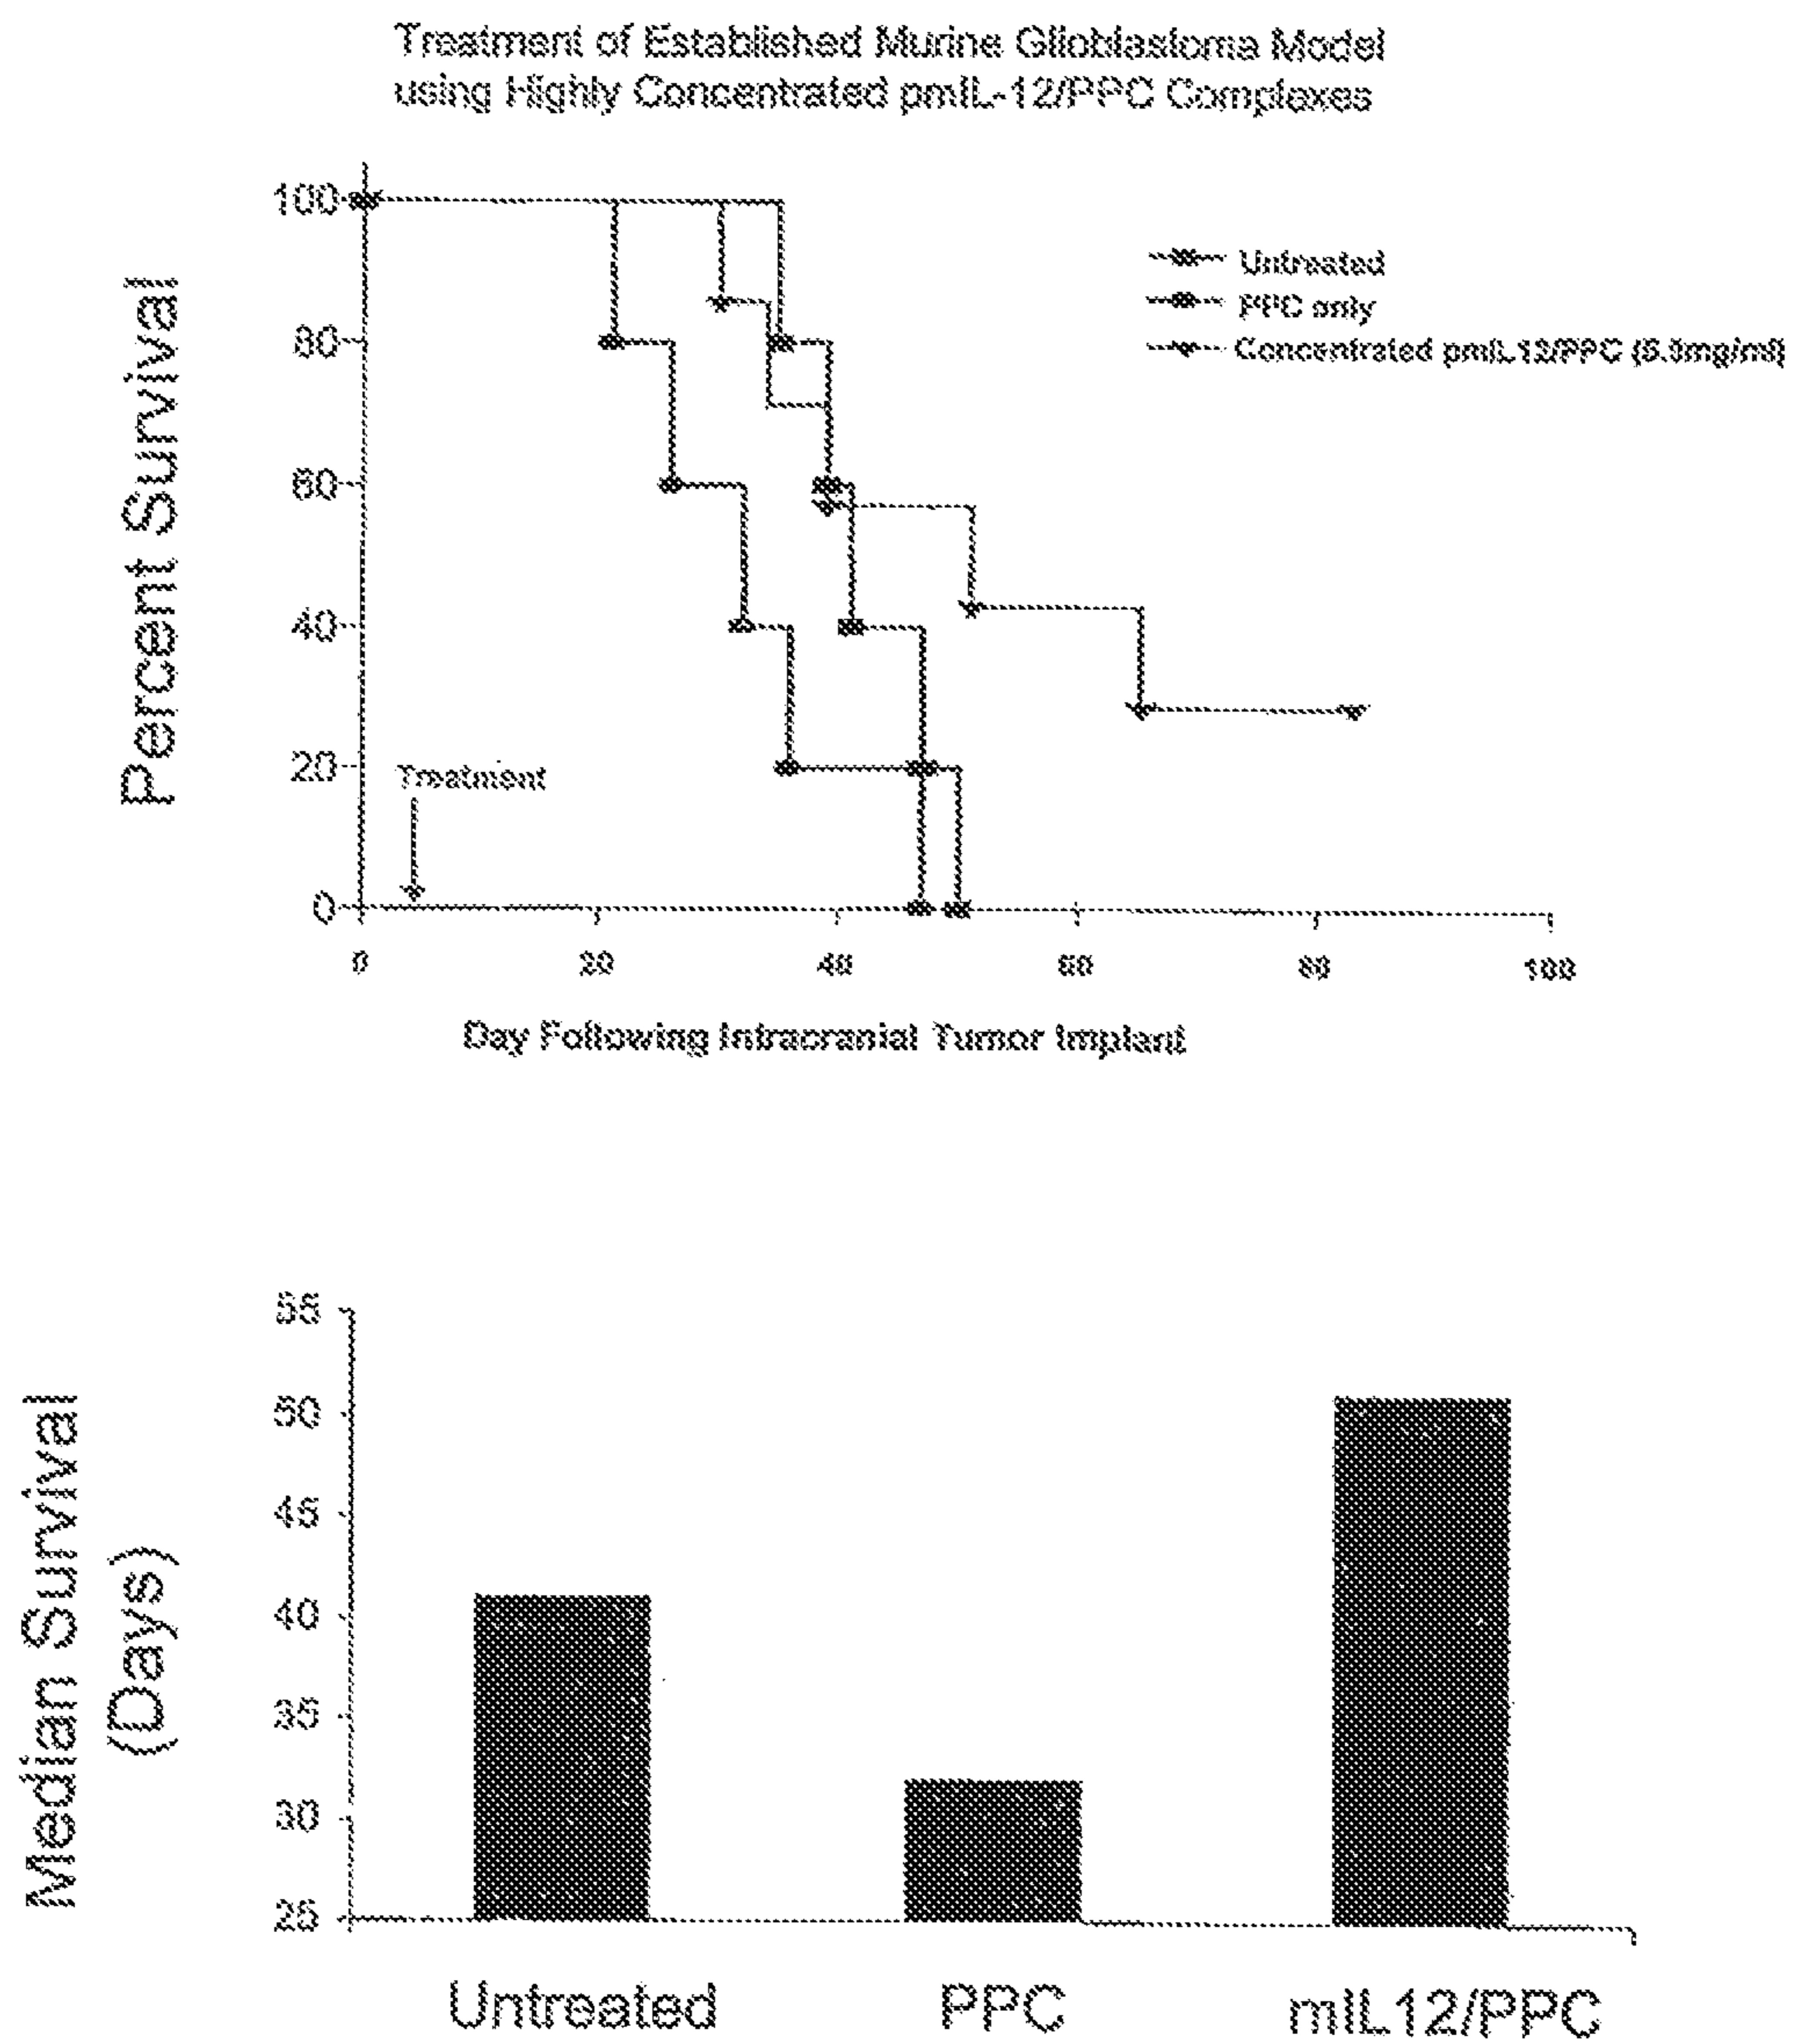 Treatment of Established Murine Glioblastoma Model
using Highly Concentrated pmIL-12/PPC Complexes
Percent Survival
100
80
60
40
20
0
Untreated
PPC only
Concentrated pmIL12/PPC
Treatment
0
20
40
60
80
100
Day Following Intracranial Tumor Implant
Median Survival
(Days)
55
50
45
40
35
30
25
Untreated
PPC
mIL12/PPC